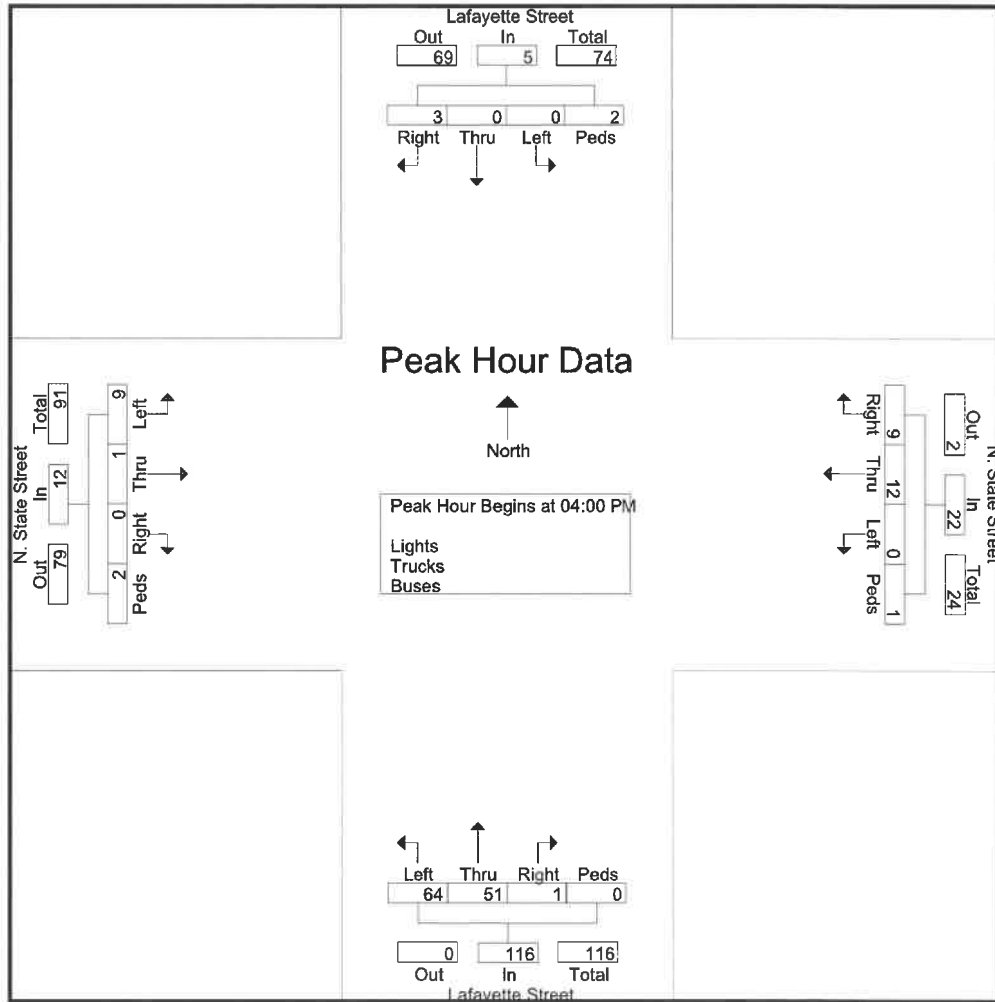 Lafayette Street
Out In Total
69 5 74
3 0 0 2
Right Thru Left Peds
Peak Hour Data
North
Peak Hour Begins at 04:00 PM
Lights
Trucks
Buses
N. State Street
Total In Out
91 12 79
9 1 0 2
Left Thru Right Peds
Right Thru Left Peds
9 12 0 1
Out In Total
2 22 24
N. State Street
Left Thru Right Peds
64 51 1 0
0 116 116
Out In Total
Lafayette Street